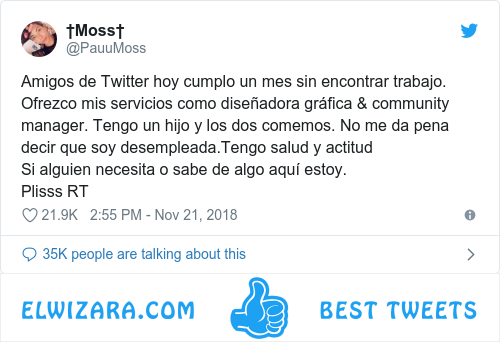 †Moss†
@PauuMoss
Amigos de Twitter hoy cumplo un mes sin encontrar trabajo.
Ofrezco mis servicios como diseñadora gráfica & community
manager. Tengo un hijo y los dos comemos. No me da pena
decir que soy desempleada.Tengo salud y actitud
Si alguien necesita o sabe de algo aquí estoy.
Plisss RT
21.9K 2:55 PM - Nov 21, 2018
35K people are talking about this
ELWIZARA.COM BEST TWEETS